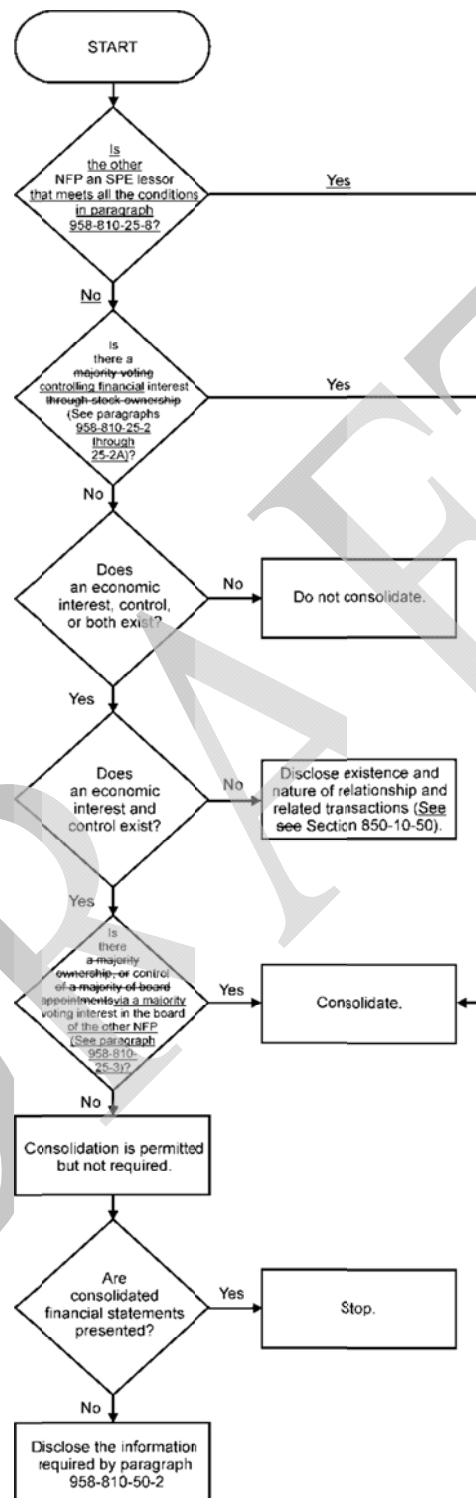 START
Is
the other
NFP an SPE lessor
that meets all the conditions
in paragraph
958-810-25-8?
Yes
No
Is
there a
majority voting
controlling financial interest
through stock ownership
(See paragraphs
958-810-25-2
through
25-2A)?
Yes
No
Does
an economic
interest, control,
or both exist?
No
Do not consolidate.
Yes
Does
an economic
interest and
control exist?
No
Disclose existence and
nature of relationship and
related transactions (See
see Section 850-10-50).
Yes
Is
there
a majority
ownership, or control
of a majority of board
appointmentsvia a majority
voting interest in the board
of the other NFP
(See paragraph
958-810-
25-3)?
Yes
Consolidate.
No
Consolidation is permitted
but not required.
Are
consolidated
financial statements
presented?
Yes
Stop.
No
Disclose the information
required by paragraph
958-810-50-2
DRAFT